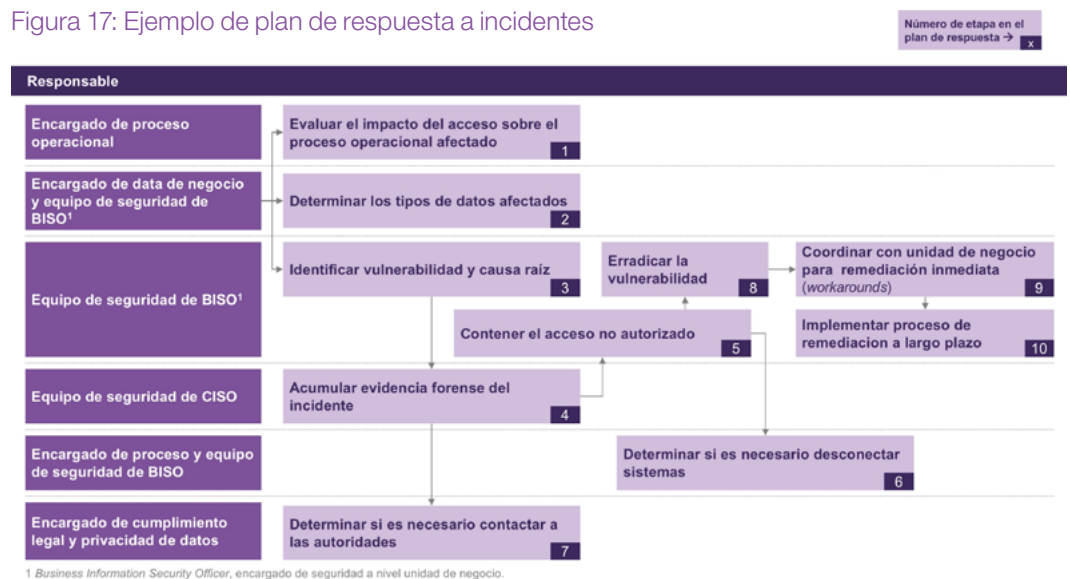 Figura 17: Ejemplo de plan de respuesta a incidentes
Número de etapa en el
plan de respuesta →
x
Responsable
Encargado de proceso
operacional
Evaluar el impacto del acceso sobre el
proceso operacional afectado
1
Encargado de data de negocio
y equipo de seguridad de
BISO¹
Determinar los tipos de datos afectados
2
Equipo de seguridad de BISO¹
Identificar vulnerabilidad y causa raíz
3
Erradicar la
vulnerabilidad
8
Coordinar con unidad de negocio
para remediación inmediata
(workarounds)
9
Contener el acceso no autorizado
5
Implementar proceso de
remediacion a largo plazo
10
Equipo de seguridad de CISO
Acumular evidencia forense del
incidente
4
Encargado de proceso y equipo
de seguridad de BISO
Determinar si es necesario desconectar
sistemas
6
Encargado de cumplimiento
legal y privacidad de datos
Determinar si es necesario contactar a
las autoridades
7
1 Business Information Security Officer, encargado de seguridad a nivel unidad de negocio.